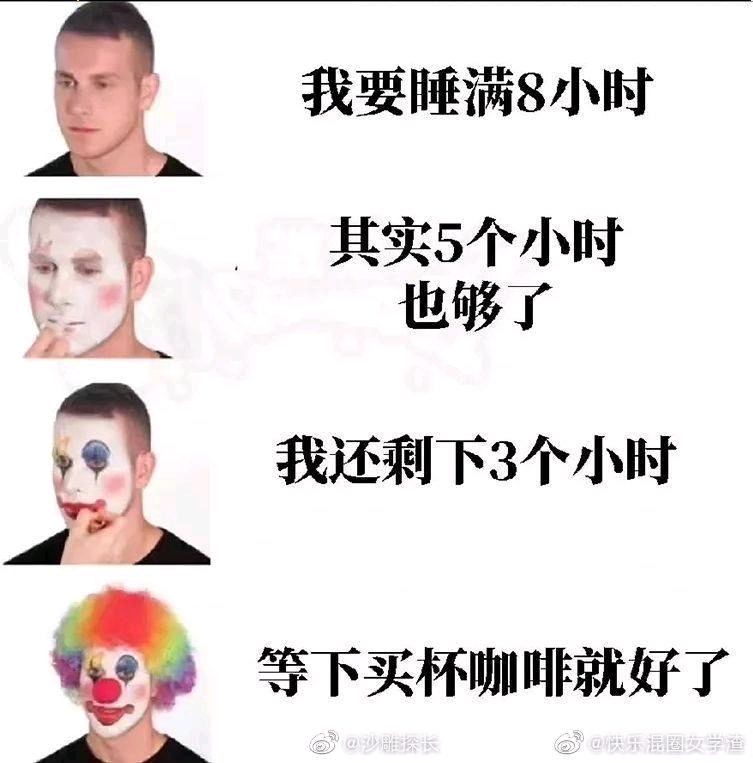 我要睡满8小时
其实5个小时
也够了
我还剩下3个小时
等下买杯咖啡就好了
@沙雕探长
@快乐混圈女学渣